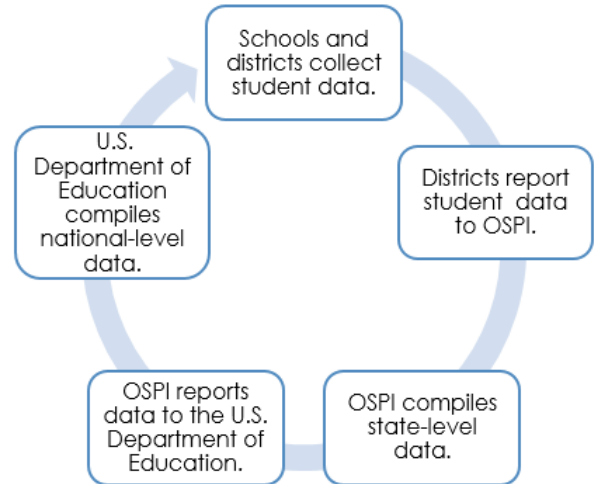 Schools and
districts collect
student data.
Districts report
student data
to OSPI.
OSPI compiles
state-level
data.
OSPI reports
data to the U.S.
Department of
Education.
U.S.
Department of
Education
compiles
national-level
data.